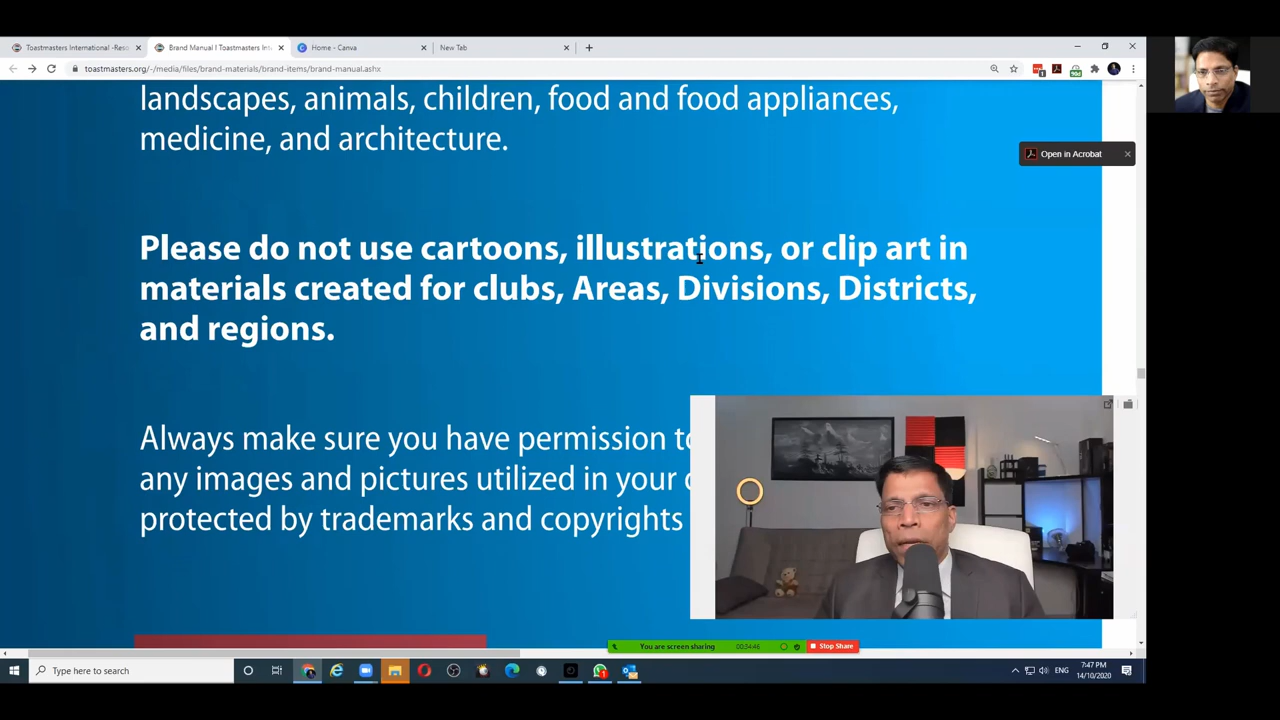 Toastmasters International -Reso
Brand Manual | Toastmasters Int
Home - Canva
New Tab
toastmasters.org/-/media/files/brand-materials/brand-items/brand-manual.ashx
landscapes, animals, children, food and food appliances,
medicine, and architecture.
Open in Acrobat
Please do not use cartoons, illustrations, or clip art in
materials created for clubs, Areas, Divisions, Districts,
and regions.
Always make sure you have permission to
any images and pictures utilized in your
protected by trademarks and copyrights
You are screen sharing
00:34:46
Stop Share
Type here to search
ENG
7:47 PM
14/10/2020